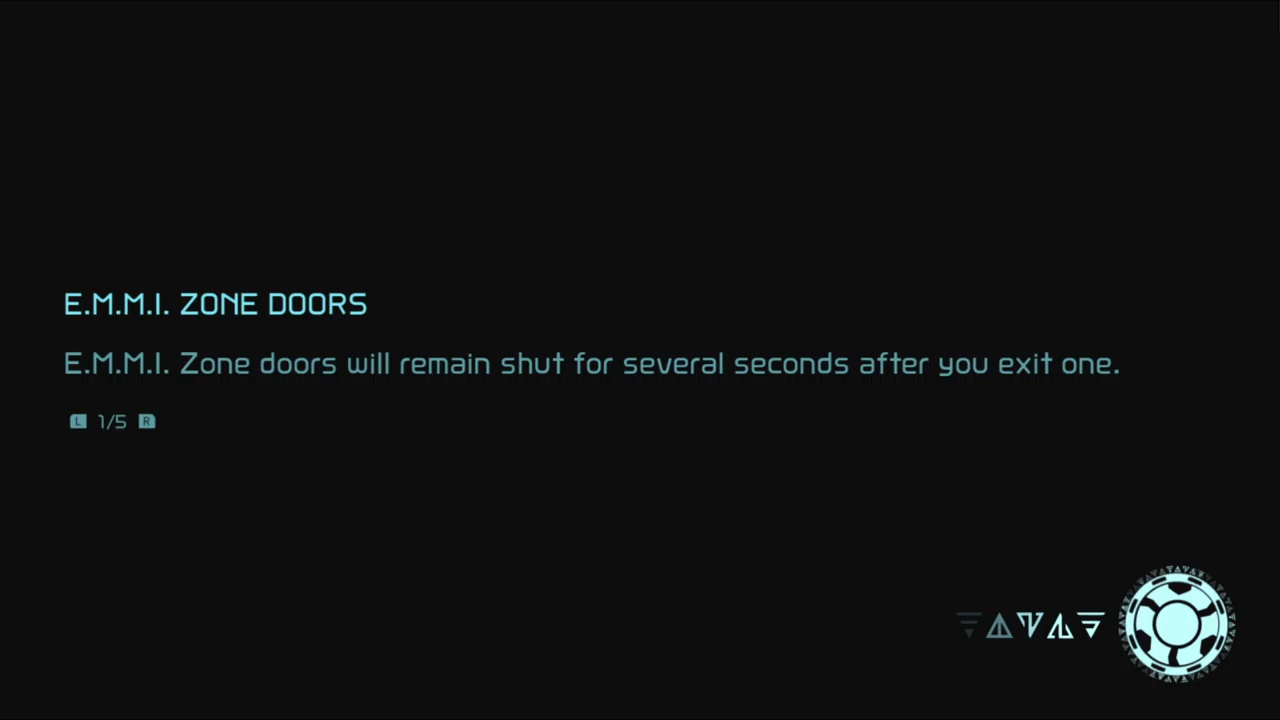 E.M.M.I. ZONE DOORS
E.M.M.I. Zone doors will remain shut for several seconds after you exit one.
L 1/5 R